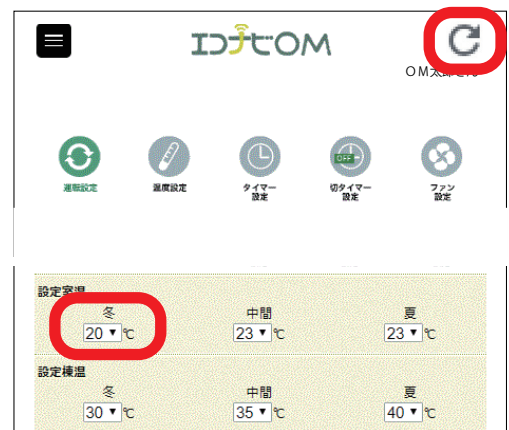 エコナビOM
OM太郎さん
運転設定
温度設定
タイマー
設定
OFF
切タイマー
設定
ファン
設定
設定室温
冬 中間 夏
20▼℃ 23▼℃ 23▼℃
設定棟温
冬 中間 夏
30▼℃ 35▼℃ 40▼℃